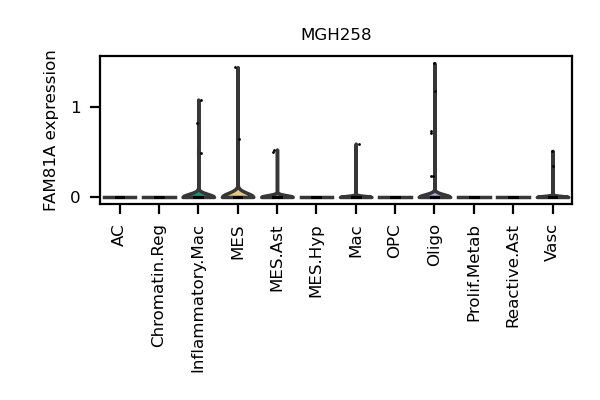 MGH258
FAM81A expression
1
0
AC
Chromatin.Reg
Inflammatory.Mac
MES
MES.Ast
MES.Hyp
Mac
OPC
Oligo
Prolif.Metab
Reactive.Ast
Vasc